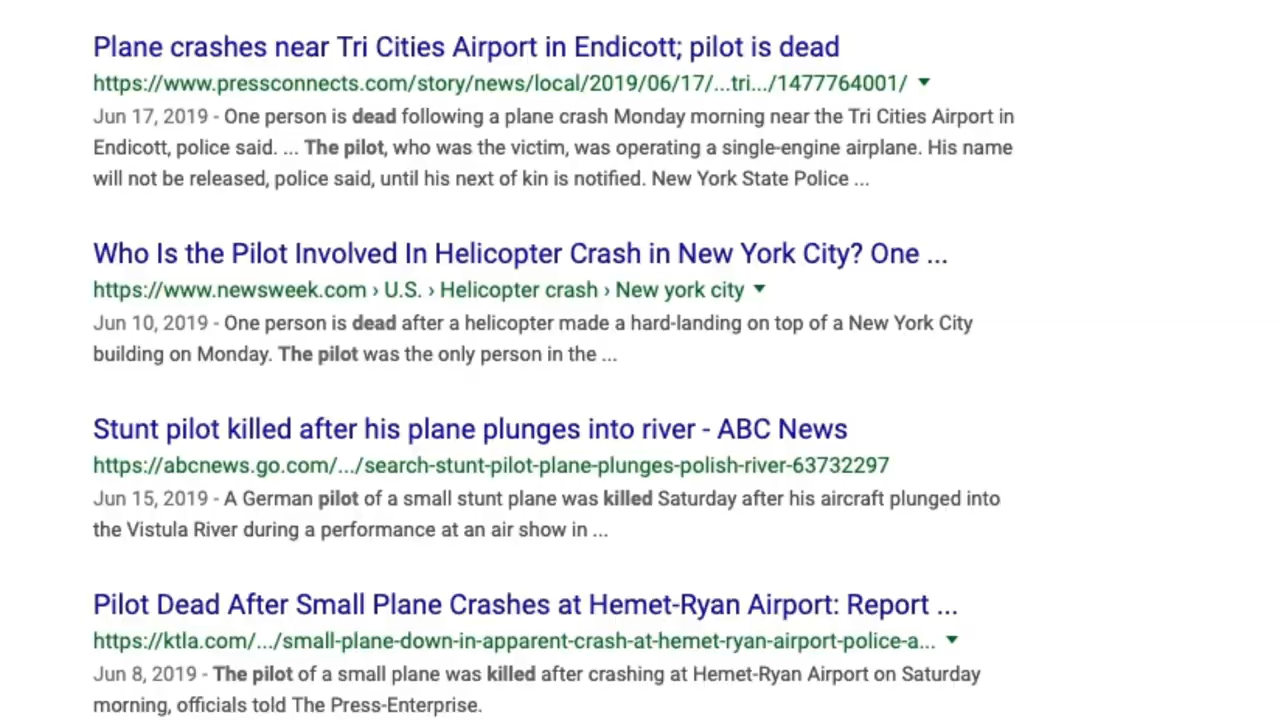 Plane crashes near Tri Cities Airport in Endicott; pilot is dead
https://www.pressconnects.com/story/news/local/2019/06/17/...tri.../1477764001/
Jun 17, 2019 - One person is dead following a plane crash Monday morning near the Tri Cities Airport in
Endicott, police said. ... The pilot, who was the victim, was operating a single-engine airplane. His name
will not be released, police said, until his next of kin is notified. New York State Police ...
Who Is the Pilot Involved In Helicopter Crash in New York City? One ...
https://www.newsweek.com › U.S. › Helicopter crash › New york city
Jun 10, 2019 - One person is dead after a helicopter made a hard-landing on top of a New York City
building on Monday. The pilot was the only person in the ...
Stunt pilot killed after his plane plunges into river - ABC News
https://abcnews.go.com/.../search-stunt-pilot-plane-plunges-polish-river-63732297
Jun 15, 2019 - A German pilot of a small stunt plane was killed Saturday after his aircraft plunged into
the Vistula River during a performance at an air show in ...
Pilot Dead After Small Plane Crashes at Hemet-Ryan Airport: Report ...
https://ktla.com/.../small-plane-down-in-apparent-crash-at-hemet-ryan-airport-police-a...
Jun 8, 2019 - The pilot of a small plane was killed after crashing at Hemet-Ryan Airport on Saturday
morning, officials told The Press-Enterprise.